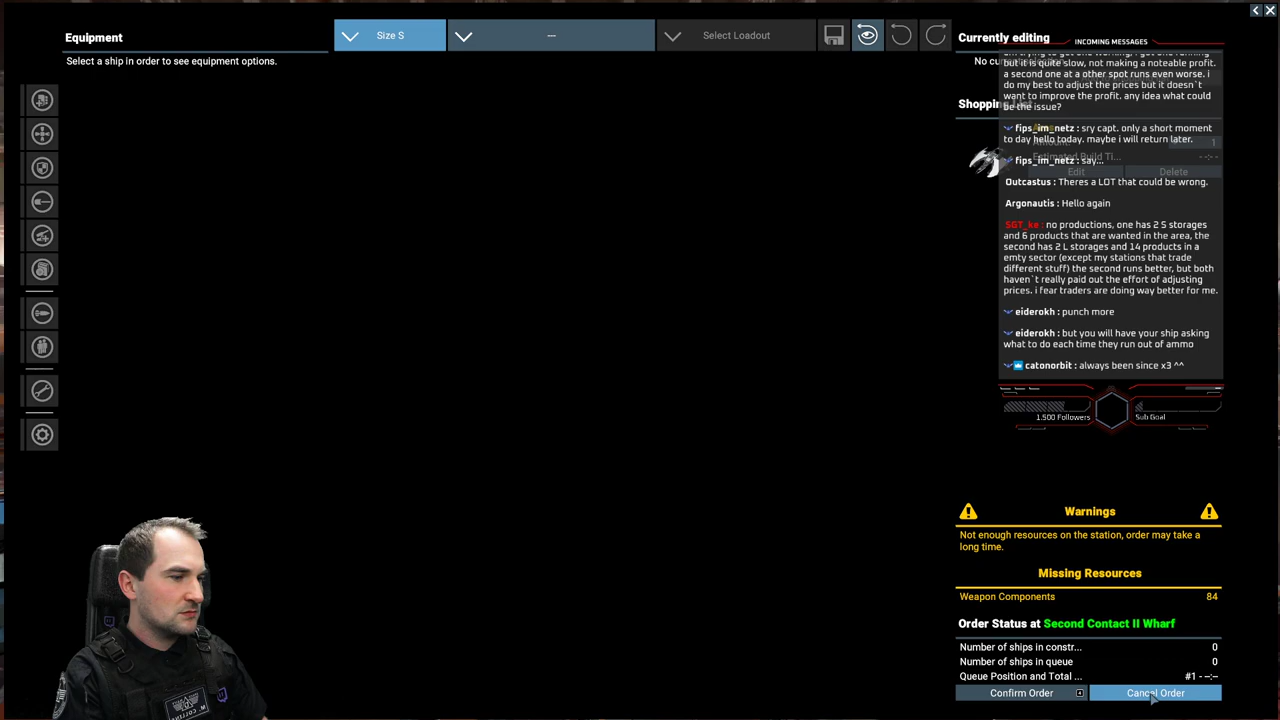 Equipment
Select a ship in order to see equipment options.
Size S
---
Select Loadout
Currently editing
INCOMING MESSAGES
No cu
but it is quite slow, not making a noteable profit.
a second one at a other spot runs even worse. i
do my best to adjust the prices but it doesn`t
want to improve the profit. any idea what could
be the issue?
Shopping
fips_im_netz : sry capt. only a short moment
to day hello today. maybe i will return later.
Amount:
1
Estimated Build Ti...
--:--
fips_im_netz : say...
Edit
Delete
Outcastus : Theres a LOT that could be wrong.
Argonautis : Hello again
SGT_ke : no productions, one has 2 S storages
and 6 products that are wanted in the area, the
second has 2 L storages and 14 products in a
emty sector (except my stations that trade
different stuff) the second runs better, but both
haven`t really paid out the effort of adjusting
prices. i fear traders are doing way better for me.
eiderokh : punch more
eiderokh : but you will have your ship asking
what to do each time they run out of ammo
catonorbit : always been since x3 ^^
1.500 Followers
Sub Goal
Warnings
Not enough resources on the station, order may take a
long time.
Missing Resources
Weapon Components 84
Order Status at Second Contact II Wharf
Number of ships in constr... 0
Number of ships in queue 0
Queue Position and Total ... #1 - --:--
Confirm Order
Cancel Order